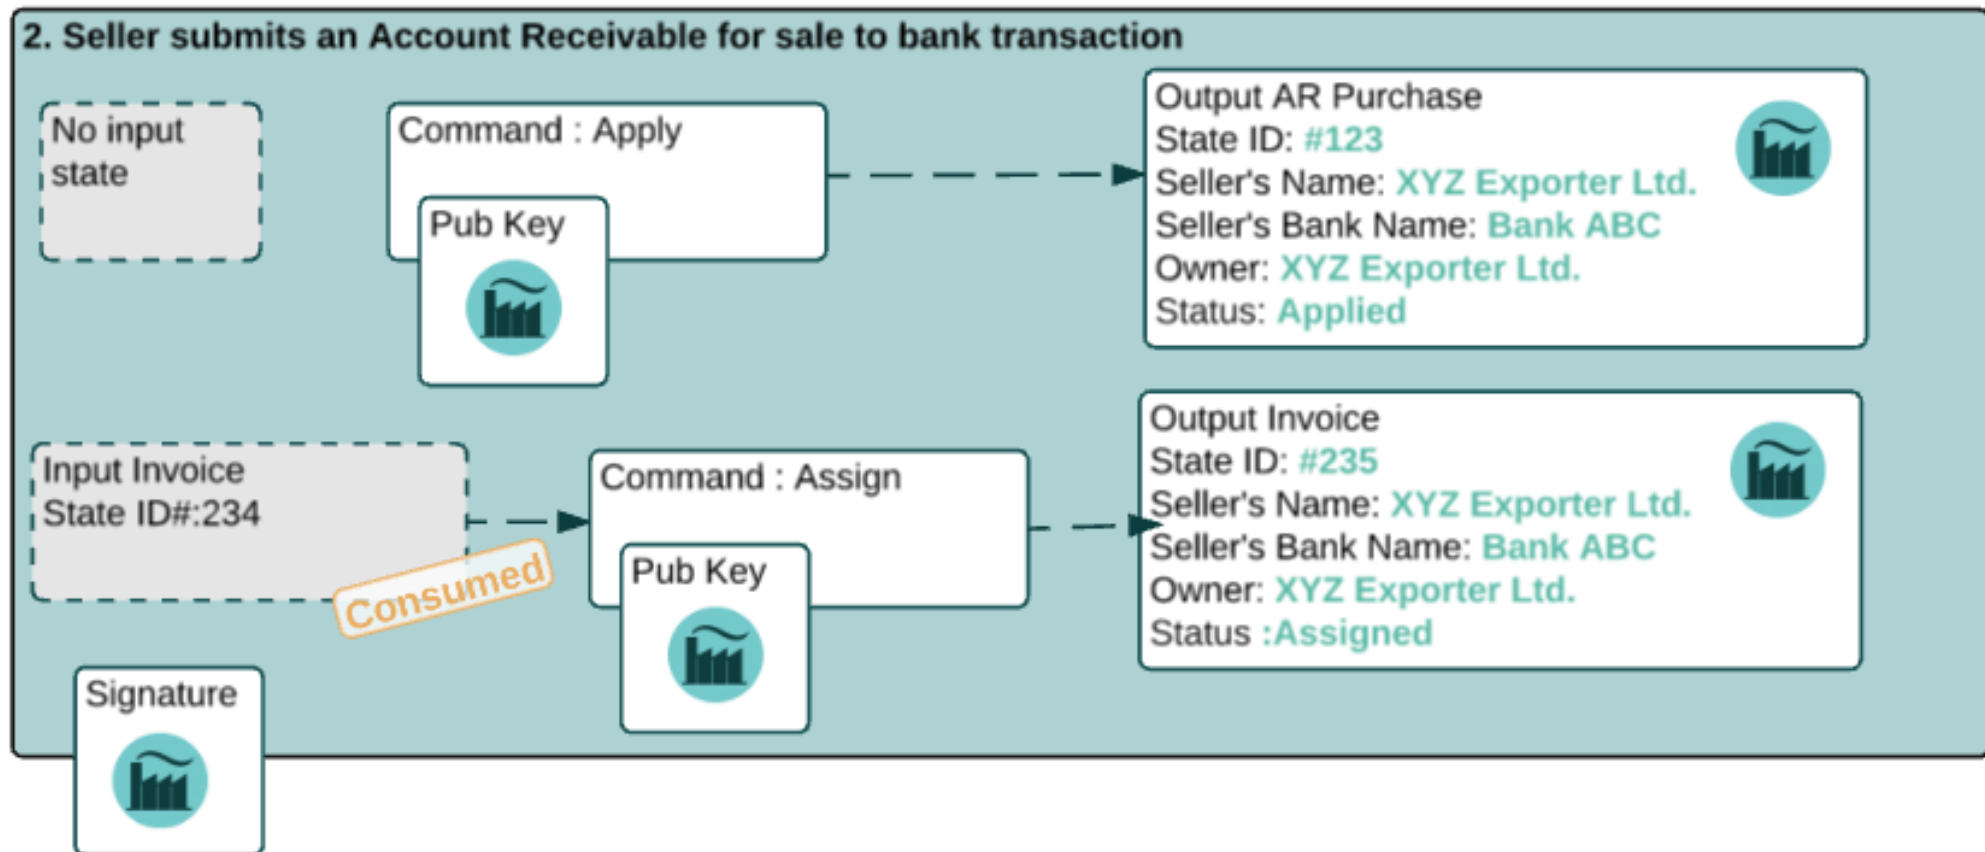 2. Seller submits an Account Receivable for sale to bank transaction
No input
state
Command : Apply
Pub Key
Output AR Purchase
State ID: #123
Seller's Name: XYZ Exporter Ltd.
Seller's Bank Name: Bank ABC
Owner: XYZ Exporter Ltd.
Status: Applied
Input Invoice
State ID#:234
Consumed
Command : Assign
Pub Key
Output Invoice
State ID: #235
Seller's Name: XYZ Exporter Ltd.
Seller's Bank Name: Bank ABC
Owner: XYZ Exporter Ltd.
Status :Assigned
Signature